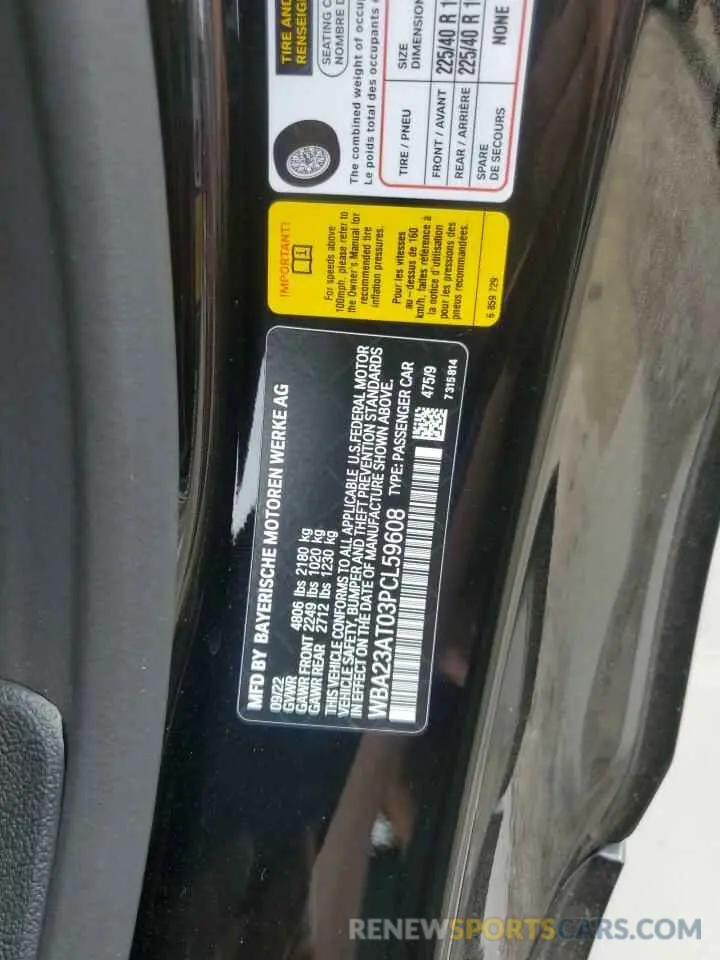 MFD BY BAYERISCHE MOTOREN WERKE AG
09/22
GVWR 4806 lbs 2180 kg
GAWR FRONT 2249 lbs 1020 kg
GAWR REAR 2712 lbs 1230 kg
THIS VEHICLE CONFORMS TO ALL APPLICABLE U.S. FEDERAL MOTOR
VEHICLE SAFETY, BUMPER AND THEFT PREVENTION STANDARDS
IN EFFECT ON THE DATE OF MANUFACTURE SHOWN ABOVE.
WBA23AT03PCL59608 TYPE: PASSENGER CAR
475/9
7 315 814
IMPORTANT!
For speeds above
100mph, please refer to
the Owner's Manual for
recommended tire
inflation pressures.
Pour les vitesses
au-dessus de 160
km/h, faites référence à
la notice d'utilisation
pour les pressions des
pneus recommandées.
6 859 729
TIRE AND
RENSEIG
SEATING C
NOMBRE D
The combined weight of occup
Le poids total des occupants
TIRE / PNEU
SIZE
DIMENSION
FRONT / AVANT 225/40 R 1
REAR / ARRIÈRE 225/40 R 1
SPARE
DE SECOURS
NONE
RENEWSPORTSCARS.COM